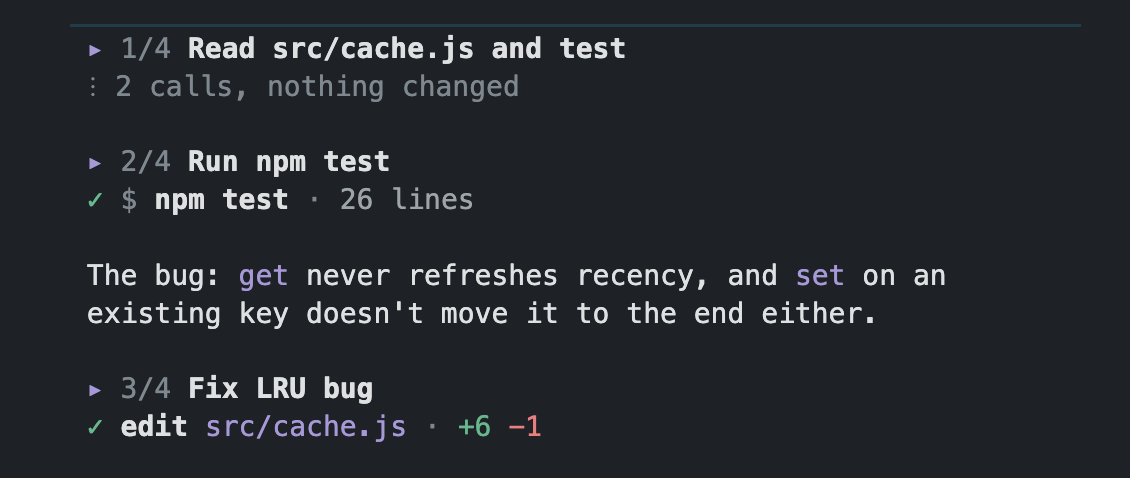 ▸ 1/4 Read src/cache.js and test
⋮ 2 calls, nothing changed
▸ 2/4 Run npm test
✓ $ npm test · 26 lines
The bug: get never refreshes recency, and set on an
existing key doesn't move it to the end either.
▸ 3/4 Fix LRU bug
✓ edit src/cache.js · +6 −1